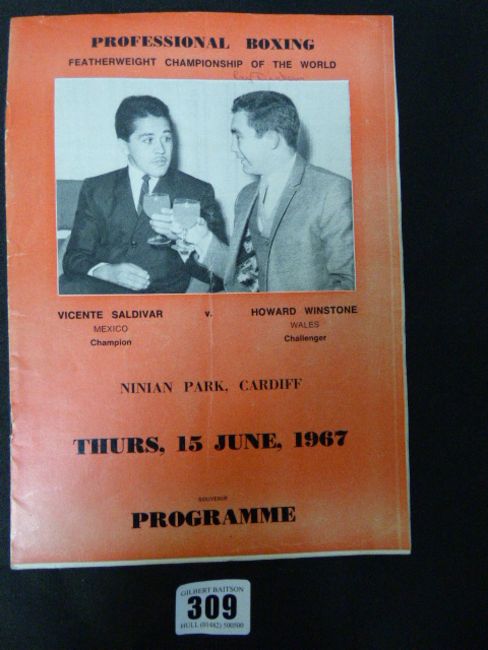 PROFESSIONAL BOXING
FEATHERWEIGHT CHAMPIONSHIP OF THE WORLD
VICENTE SALDIVAR v. HOWARD WINSTONE
MEXICO WALES
Champion Challenger
NINIAN PARK, CARDIFF
THURS, 15 JUNE, 1967
SOUVENIR
PROGRAMME
GILBERT BAITSON
309
HULL (01482) 500500